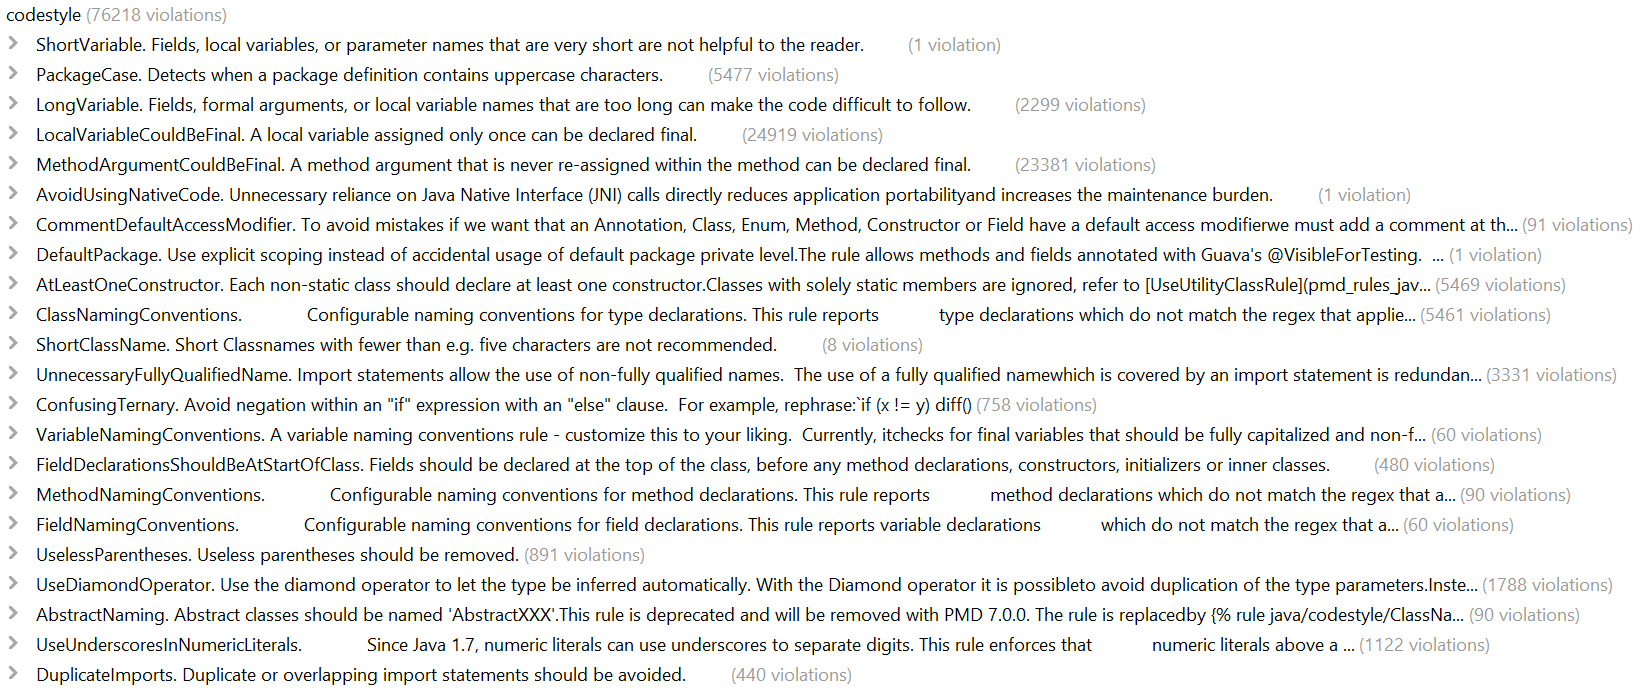 codestyle (76218 violations)
ShortVariable. Fields, local variables, or parameter names that are very short are not helpful to the reader. (1 violation)
PackageCase. Detects when a package definition contains uppercase characters. (5477 violations)
LongVariable. Fields, formal arguments, or local variable names that are too long can make the code difficult to follow. (2299 violations)
LocalVariableCouldBeFinal. A local variable assigned only once can be declared final. (24919 violations)
MethodArgumentCouldBeFinal. A method argument that is never re-assigned within the method can be declared final. (23381 violations)
AvoidUsingNativeCode. Unnecessary reliance on Java Native Interface (JNI) calls directly reduces application portabilityand increases the maintenance burden. (1 violation)
CommentDefaultAccessModifier. To avoid mistakes if we want that an Annotation, Class, Enum, Method, Constructor or Field have a default access modifierwe must add a comment at th... (91 violations)
DefaultPackage. Use explicit scoping instead of accidental usage of default package private level.The rule allows methods and fields annotated with Guava's @VisibleForTesting. ... (1 violation)
AtLeastOneConstructor. Each non-static class should declare at least one constructor.Classes with solely static members are ignored, refer to [UseUtilityClassRule](pmd_rules_jav... (5469 violations)
ClassNamingConventions. Configurable naming conventions for type declarations. This rule reports type declarations which do not match the regex that applie... (5461 violations)
ShortClassName. Short Classnames with fewer than e.g. five characters are not recommended. (8 violations)
UnnecessaryFullyQualifiedName. Import statements allow the use of non-fully qualified names. The use of a fully qualified namewhich is covered by an import statement is redundan... (3331 violations)
ConfusingTernary. Avoid negation within an "if" expression with an "else" clause. For example, rephrase:`if (x != y) diff() (758 violations)
VariableNamingConventions. A variable naming conventions rule - customize this to your liking. Currently, itchecks for final variables that should be fully capitalized and non-f... (60 violations)
FieldDeclarationsShouldBeAtStartOfClass. Fields should be declared at the top of the class, before any method declarations, constructors, initializers or inner classes. (480 violations)
MethodNamingConventions. Configurable naming conventions for method declarations. This rule reports method declarations which do not match the regex that a... (90 violations)
FieldNamingConventions. Configurable naming conventions for field declarations. This rule reports variable declarations which do not match the regex that a... (60 violations)
UselessParentheses. Useless parentheses should be removed. (891 violations)
UseDiamondOperator. Use the diamond operator to let the type be inferred automatically. With the Diamond operator it is possibleto avoid duplication of the type parameters.Inste... (1788 violations)
AbstractNaming. Abstract classes should be named 'AbstractXXX'.This rule is deprecated and will be removed with PMD 7.0.0. The rule is replacedby {% rule java/codestyle/ClassNa... (90 violations)
UseUnderscoresInNumericLiterals. Since Java 1.7, numeric literals can use underscores to separate digits. This rule enforces that numeric literals above a ... (1122 violations)
DuplicateImports. Duplicate or overlapping import statements should be avoided. (440 violations)